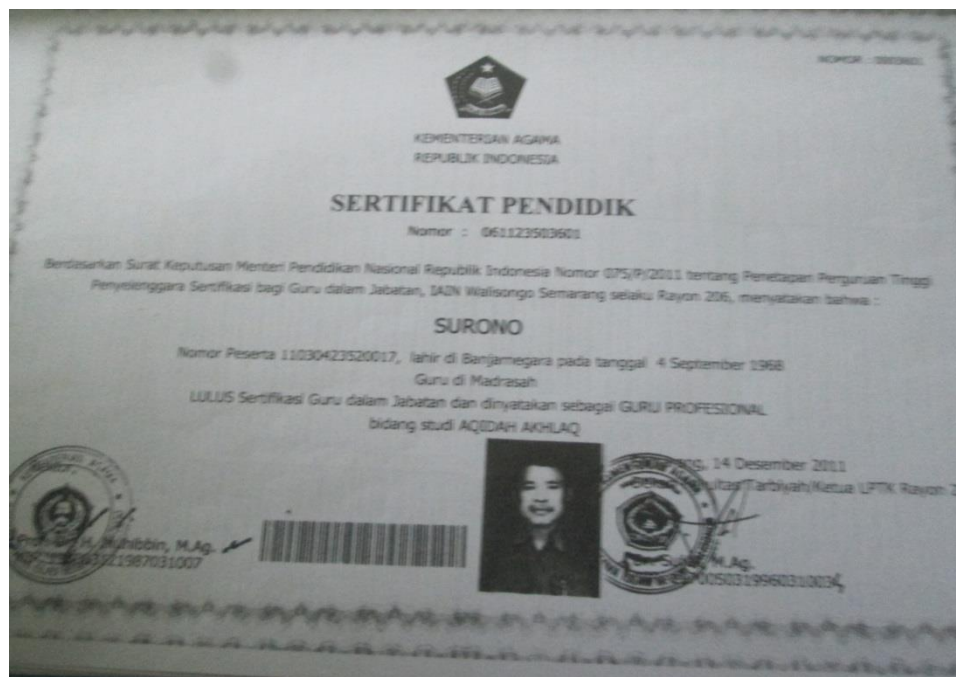 NOMOR :
KEMENTERIAN AGAMA
REPUBLIK INDONESIA
SERTIFIKAT PENDIDIK
Nomor : 061123503601
Berdasarkan Surat Keputusan Menteri Pendidikan Nasional Republik Indonesia Nomor 075/P/2011 tentang Penetapan Perguruan Tinggi
Penyelenggara Sertifikasi bagi Guru dalam Jabatan, IAIN Walisongo Semarang selaku Rayon 206, menyatakan bahwa :
SURONO
Nomor Peserta 11030423520017, lahir di Banjarnegara pada tanggal 4 September 1968
Guru di Madrasah
LULUS Sertifikasi Guru dalam Jabatan dan dinyatakan sebagai GURU PROFESIONAL
bidang studi AQIDAH AKHLAQ
14 Desember 2011
Tarbiyah/Ketua LPTK Rayon
Rektor,
Muhibbin, M.Ag.
M.Ag.